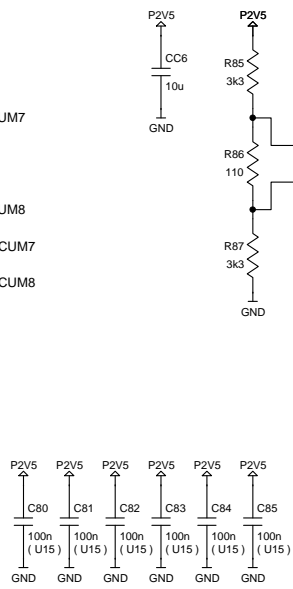 P2V5
P2V5
CC6
10u
GND
R85
3k3
R86
110
R87
3k3
GND
UM7
UM8
CUM7
CUM8
P2V5 P2V5 P2V5 P2V5 P2V5 P2V5
C80 C81 C82 C83 C84 C85
100n 100n 100n 100n 100n 100n
( U15 ) ( U15 ) ( U15 ) ( U15 ) ( U15 ) ( U15 )
GND GND GND GND GND GND